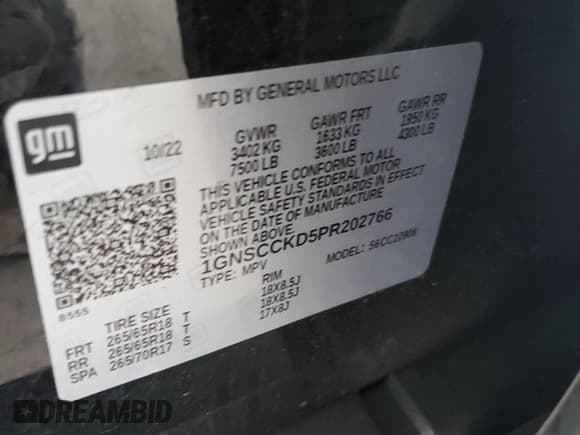 MFD BY GENERAL MOTORS LLC
gm
10/22
GVWR GAWR FRT GAWR RR
3402 KG 1633 KG 1950 KG
7500 LB 3600 LB 4300 LB
THIS VEHICLE CONFORMS TO ALL
APPLICABLE U.S. FEDERAL MOTOR
VEHICLE SAFETY STANDARDS IN EFFECT
ON THE DATE OF MANUFACTURE
SHOWN ABOVE.
1GNSCCKD5PR202766
TYPE: MPV MODEL: 56CC10906
8555
TIRE SIZE RIM
FRT 265/65R18 T 18X8.5J
RR 265/65R18 T 18X8.5J
SPA 265/70R17 S 17X8J
DREAMBID